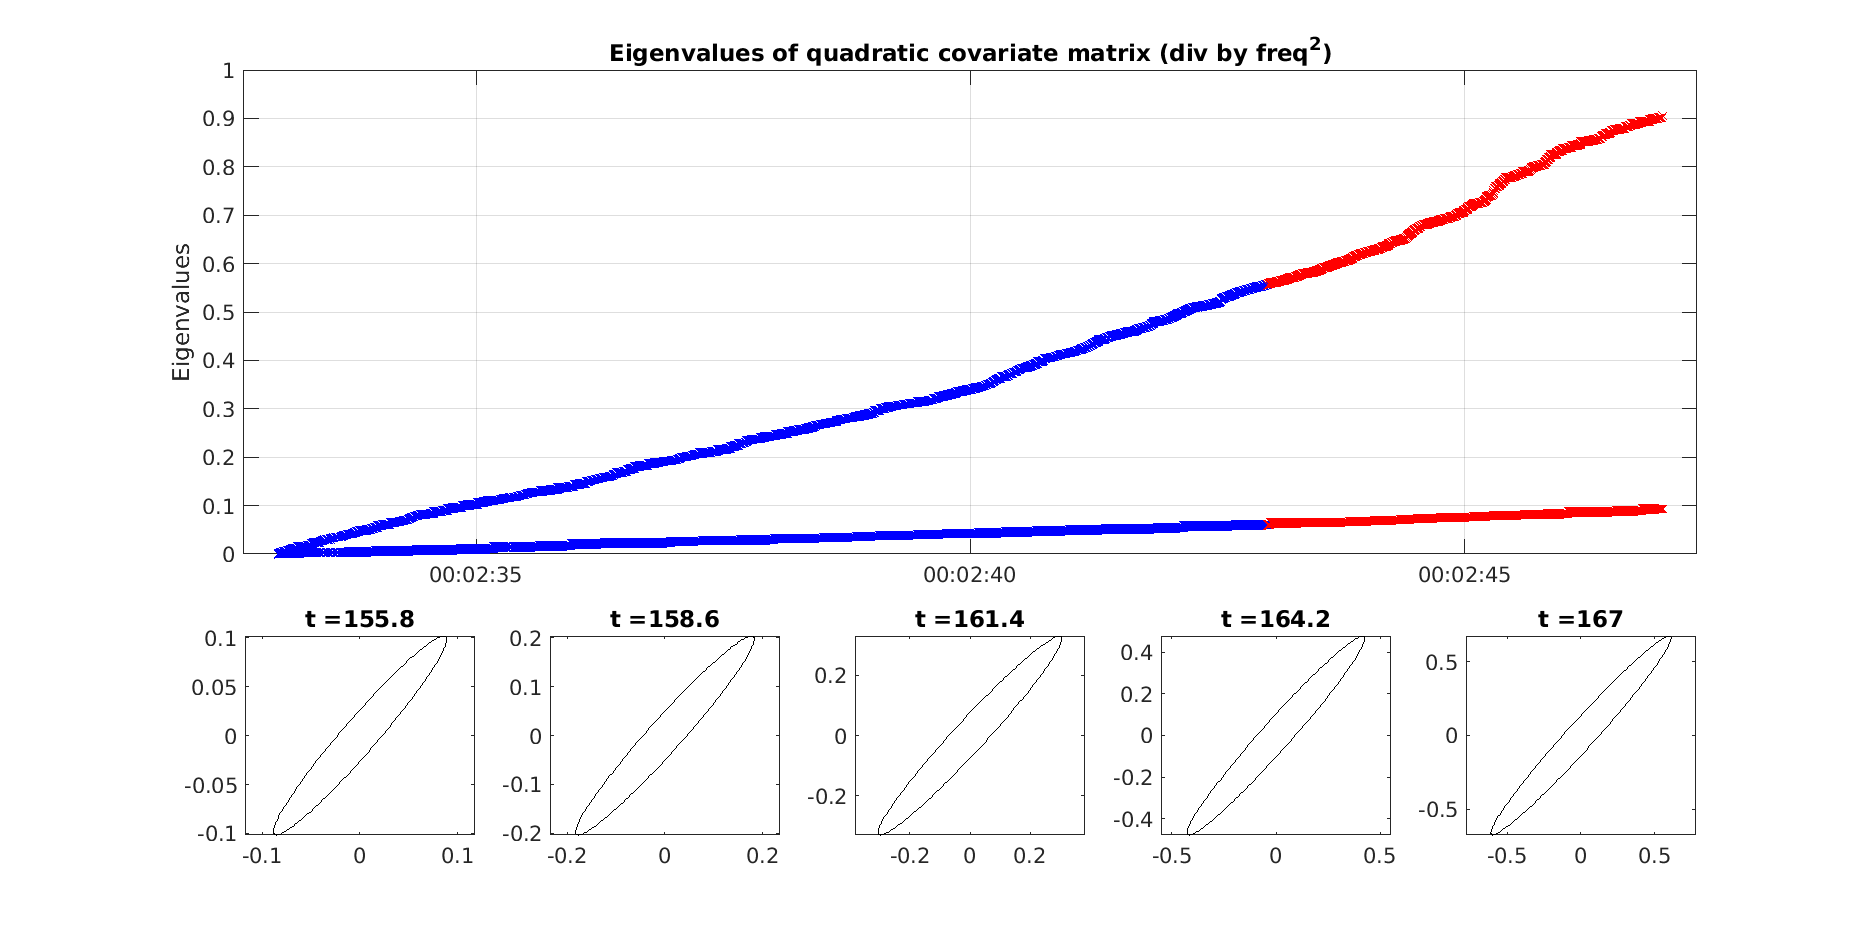 Eigenvalues of quadratic covariate matrix (div by freq²)
Eigenvalues
1
0.9
0.8
0.7
0.6
0.5
0.4
0.3
0.2
0.1
0
00:02:35 00:02:40 00:02:45
t =155.8
0.1
0.05
0
-0.05
-0.1
-0.1 0 0.1
t =158.6
0.2
0.1
0
-0.1
-0.2
-0.2 0 0.2
t =161.4
0.2
0
-0.2
-0.2 0 0.2
t =164.2
0.4
0.2
0
-0.2
-0.4
-0.5 0 0.5
t =167
0.5
0
-0.5
-0.5 0 0.5